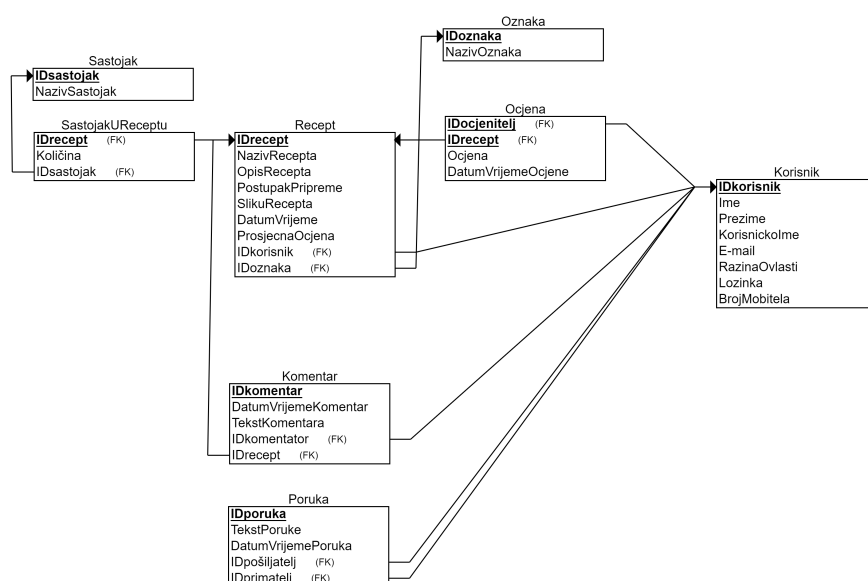 Oznaka
IDoznaka
NazivOznaka
Sastojak
IDsastojak
NazivSastojak
SastojakUReceptu
IDrecept (FK)
Količina
IDsastojak (FK)
Recept
IDrecept
NazivRecepta
OpisRecepta
PostupakPripreme
SlikuRecepta
DatumVrijeme
ProsjecnaOcjena
IDkorisnik (FK)
IDoznaka (FK)
Ocjena
IDocjenitelj (FK)
IDrecept (FK)
Ocjena
DatumVrijemeOcjene
Korisnik
IDkorisnik
Ime
Prezime
KorisnickoIme
E-mail
RazinaOvlasti
Lozinka
BrojMobitela
Komentar
IDkomentar
DatumVrijemeKomentar
TekstKomentara
IDkomentator (FK)
IDrecept (FK)
Poruka
IDporuka
TekstPoruke
DatumVrijemePoruka
IDpošiljatelj (FK)
IDprimatelj (FK)